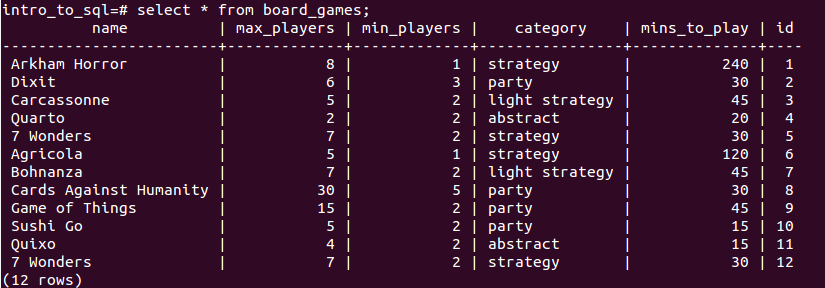 intro_to_sql=# select * from board_games;
          name          | max_players | min_players |    category    | mins_to_play | id
------------------------+-------------+-------------+----------------+--------------+----
 Arkham Horror          |           8 |           1 | strategy       |          240 |  1
 Dixit                  |           6 |           3 | party          |           30 |  2
 Carcassonne            |           5 |           2 | light strategy |           45 |  3
 Quarto                 |           2 |           2 | abstract       |           20 |  4
 7 Wonders              |           7 |           2 | strategy       |           30 |  5
 Agricola               |           5 |           1 | strategy       |          120 |  6
 Bohnanza               |           7 |           2 | light strategy |           45 |  7
 Cards Against Humanity |          30 |           5 | party          |           30 |  8
 Game of Things         |          15 |           2 | party          |           45 |  9
 Sushi Go               |           5 |           2 | party          |           15 | 10
 Quixo                  |           4 |           2 | abstract       |           15 | 11
 7 Wonders              |           7 |           2 | strategy       |           30 | 12
(12 rows)